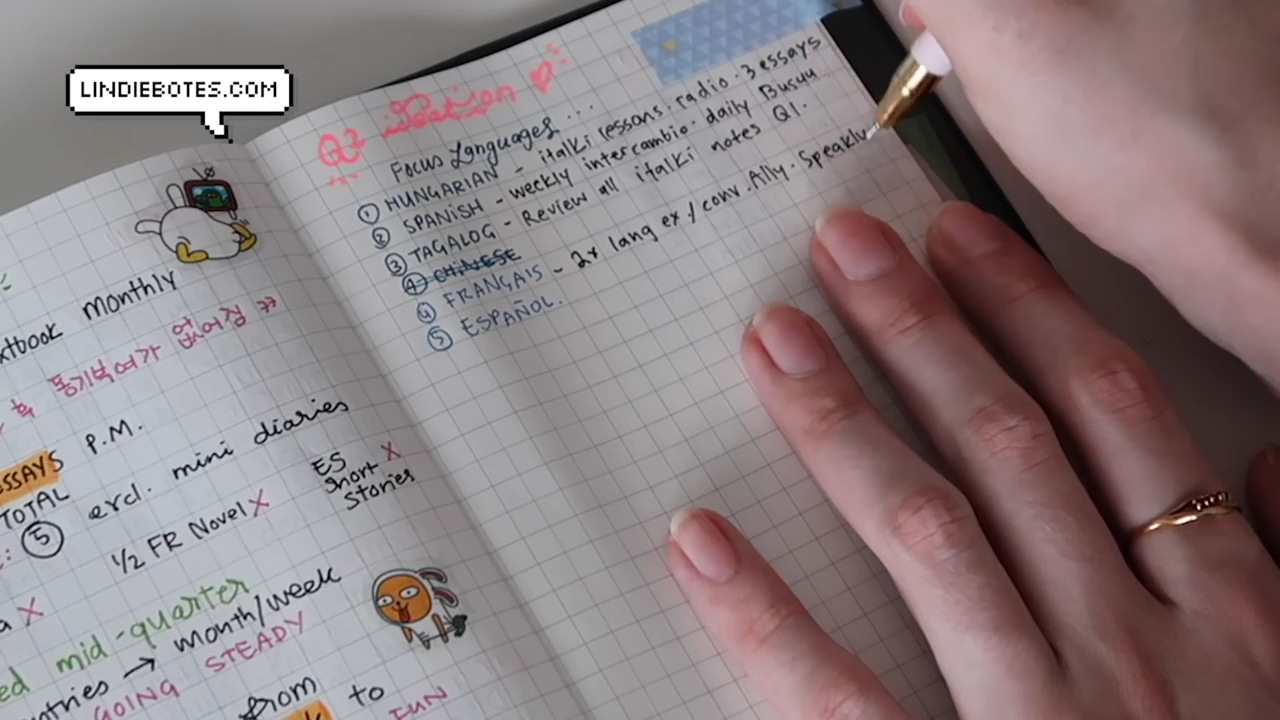 LINDIEBOTES.COM
monthly
동기부여가 없어짐 >>
P.M.
TOTAL
5 excl. mini diaries
1/2 FR Novel X
ES
Short X
Stories
mid-quarter
→ month/week
GOING STEADY
from
to
FUN
Q2 ideation ♡
Focus Languages...
① HUNGARIAN - italki lessons · radio · 3 essays
② SPANISH - weekly intercambio · daily Busuu
③ TAGALOG - Review all italki notes Q1.
④ CHINESE
④ FRANÇAIS - 2x lang ex / conv. Ally. Speakly
⑤ ESPAÑOL.